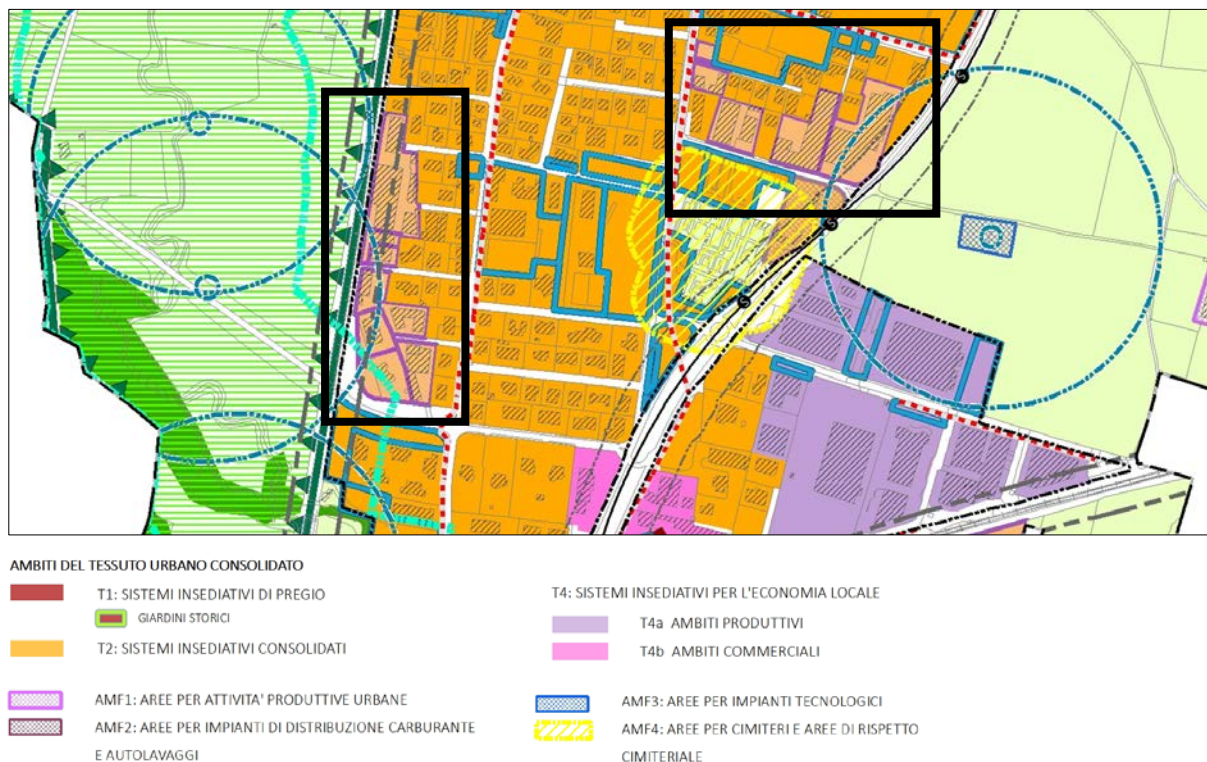 S
S
S
AMBITI DEL TESSUTO URBANO CONSOLIDATO
T1: SISTEMI INSEDIATIVI DI PREGIO
GIARDINI STORICI
T2: SISTEMI INSEDIATIVI CONSOLIDATI
AMF1: AREE PER ATTIVITA' PRODUTTIVE URBANE
AMF2: AREE PER IMPIANTI DI DISTRIBUZIONE CARBURANTE
E AUTOLAVAGGI
T4: SISTEMI INSEDIATIVI PER L'ECONOMIA LOCALE
T4a AMBITI PRODUTTIVI
T4b AMBITI COMMERCIALI
AMF3: AREE PER IMPIANTI TECNOLOGICI
AMF4: AREE PER CIMITERI E AREE DI RISPETTO
CIMITERIALE